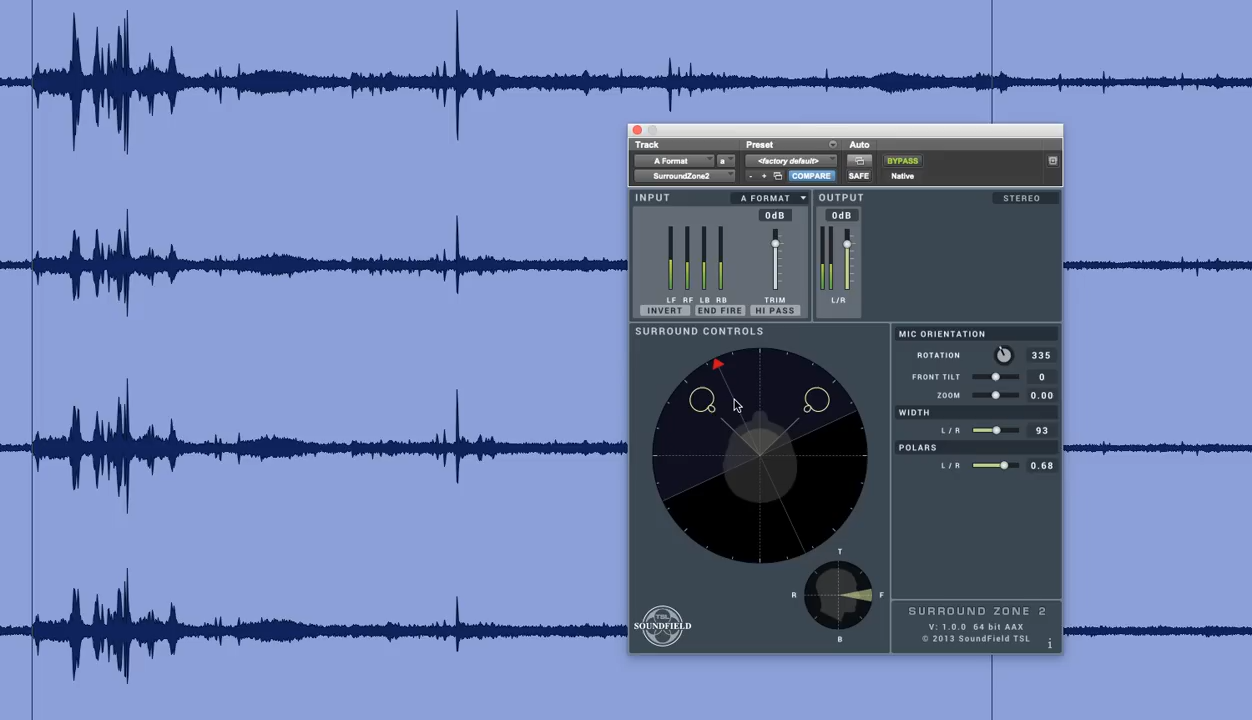 Track Preset Auto
A Format a <factory default> BYPASS
SurroundZone2 - + COMPARE SAFE Native
INPUT A FORMAT OUTPUT STEREO
0dB 0dB
LF RF LB RB TRIM L/R
INVERT END FIRE HI PASS
SURROUND CONTROLS
MIC ORIENTATION
ROTATION 335
FRONT TILT 0
ZOOM 0.00
WIDTH
L / R 93
POLARS
L / R 0.68
T
R F
B
TSL
SOUNDFIELD
SURROUND ZONE 2
V: 1.0.0 64 bit AAX
© 2013 SoundField TSL
i